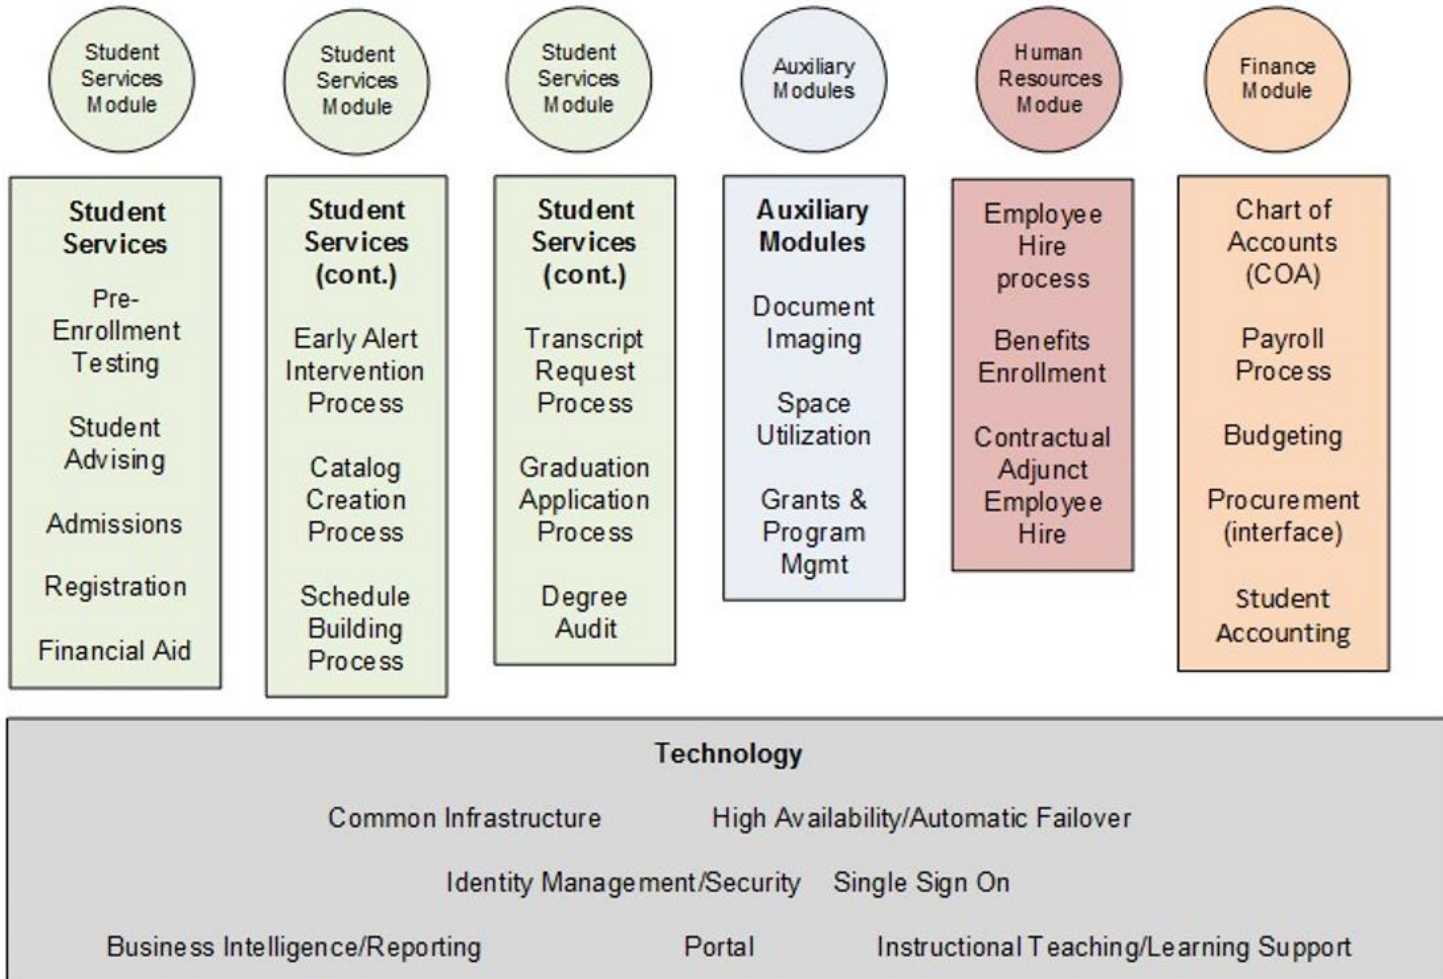 Student
Services
Module
Student
Services
Module
Student
Services
Module
Auxiliary
Modules
Human
Resources
Modue
Finance
Module
Student
Services
Pre-
Enrollment
Testing
Student
Advising
Admissions
Registration
Financial Aid
Student
Services
(cont.)
Early Alert
Intervention
Process
Catalog
Creation
Process
Schedule
Building
Process
Student
Services
(cont.)
Transcript
Request
Process
Graduation
Application
Process
Degree
Audit
Auxiliary
Modules
Document
Imaging
Space
Utilization
Grants &
Program
Mgmt
Employee
Hire
process
Benefits
Enrollment
Contractual
Adjunct
Employee
Hire
Chart of
Accounts
(COA)
Payroll
Process
Budgeting
Procurement
(interface)
Student
Accounting
Technology
Common Infrastructure High Availability/Automatic Failover
Identity Management/Security Single Sign On
Business Intelligence/Reporting Portal Instructional Teaching/Learning Support